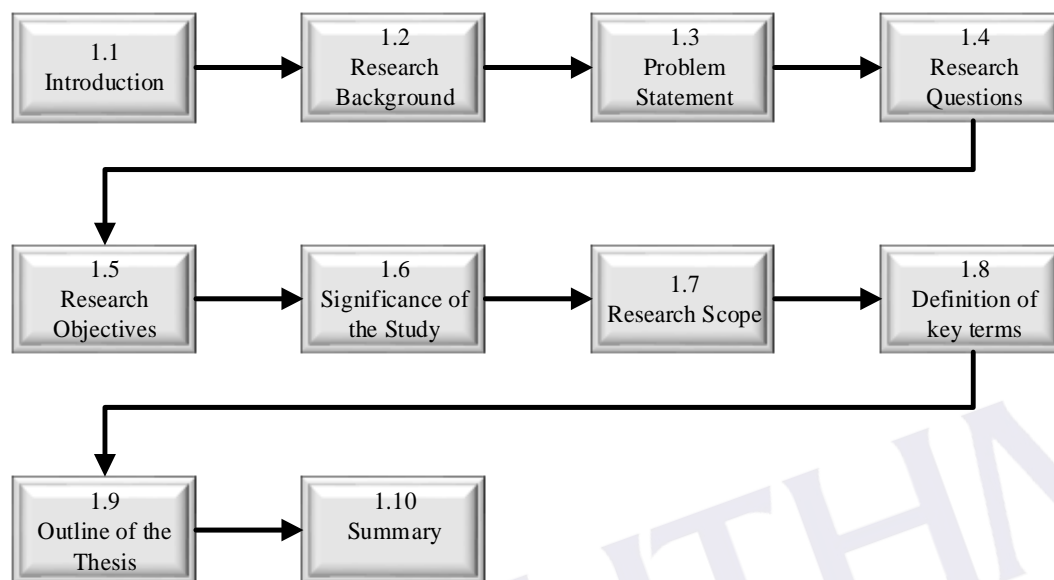 1.1
Introduction
1.2
Research
Background
1.3
Problem
Statement
1.4
Research
Questions
1.5
Research
Objectives
1.6
Significance of
the Study
1.7
Research Scope
1.8
Definition of
key terms
1.9
Outline of the
Thesis
1.10
Summary
UTHM